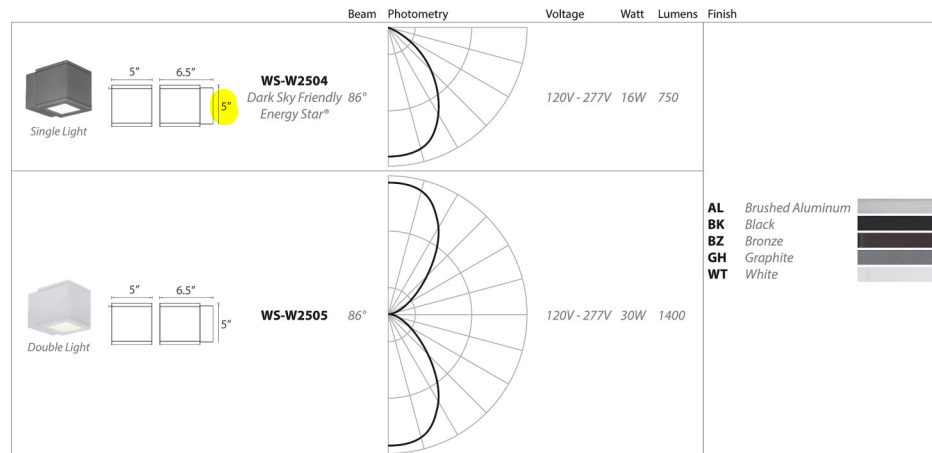 Beam Photometry Voltage Watt Lumens Finish
5" 6.5"
5"
Single Light
WS-W2504
Dark Sky Friendly
Energy Star®
86°
120V - 277V 16W 750
5" 6.5"
5"
Double Light
WS-W2505 86°
120V - 277V 30W 1400
AL Brushed Aluminum
BK Black
BZ Bronze
GH Graphite
WT White